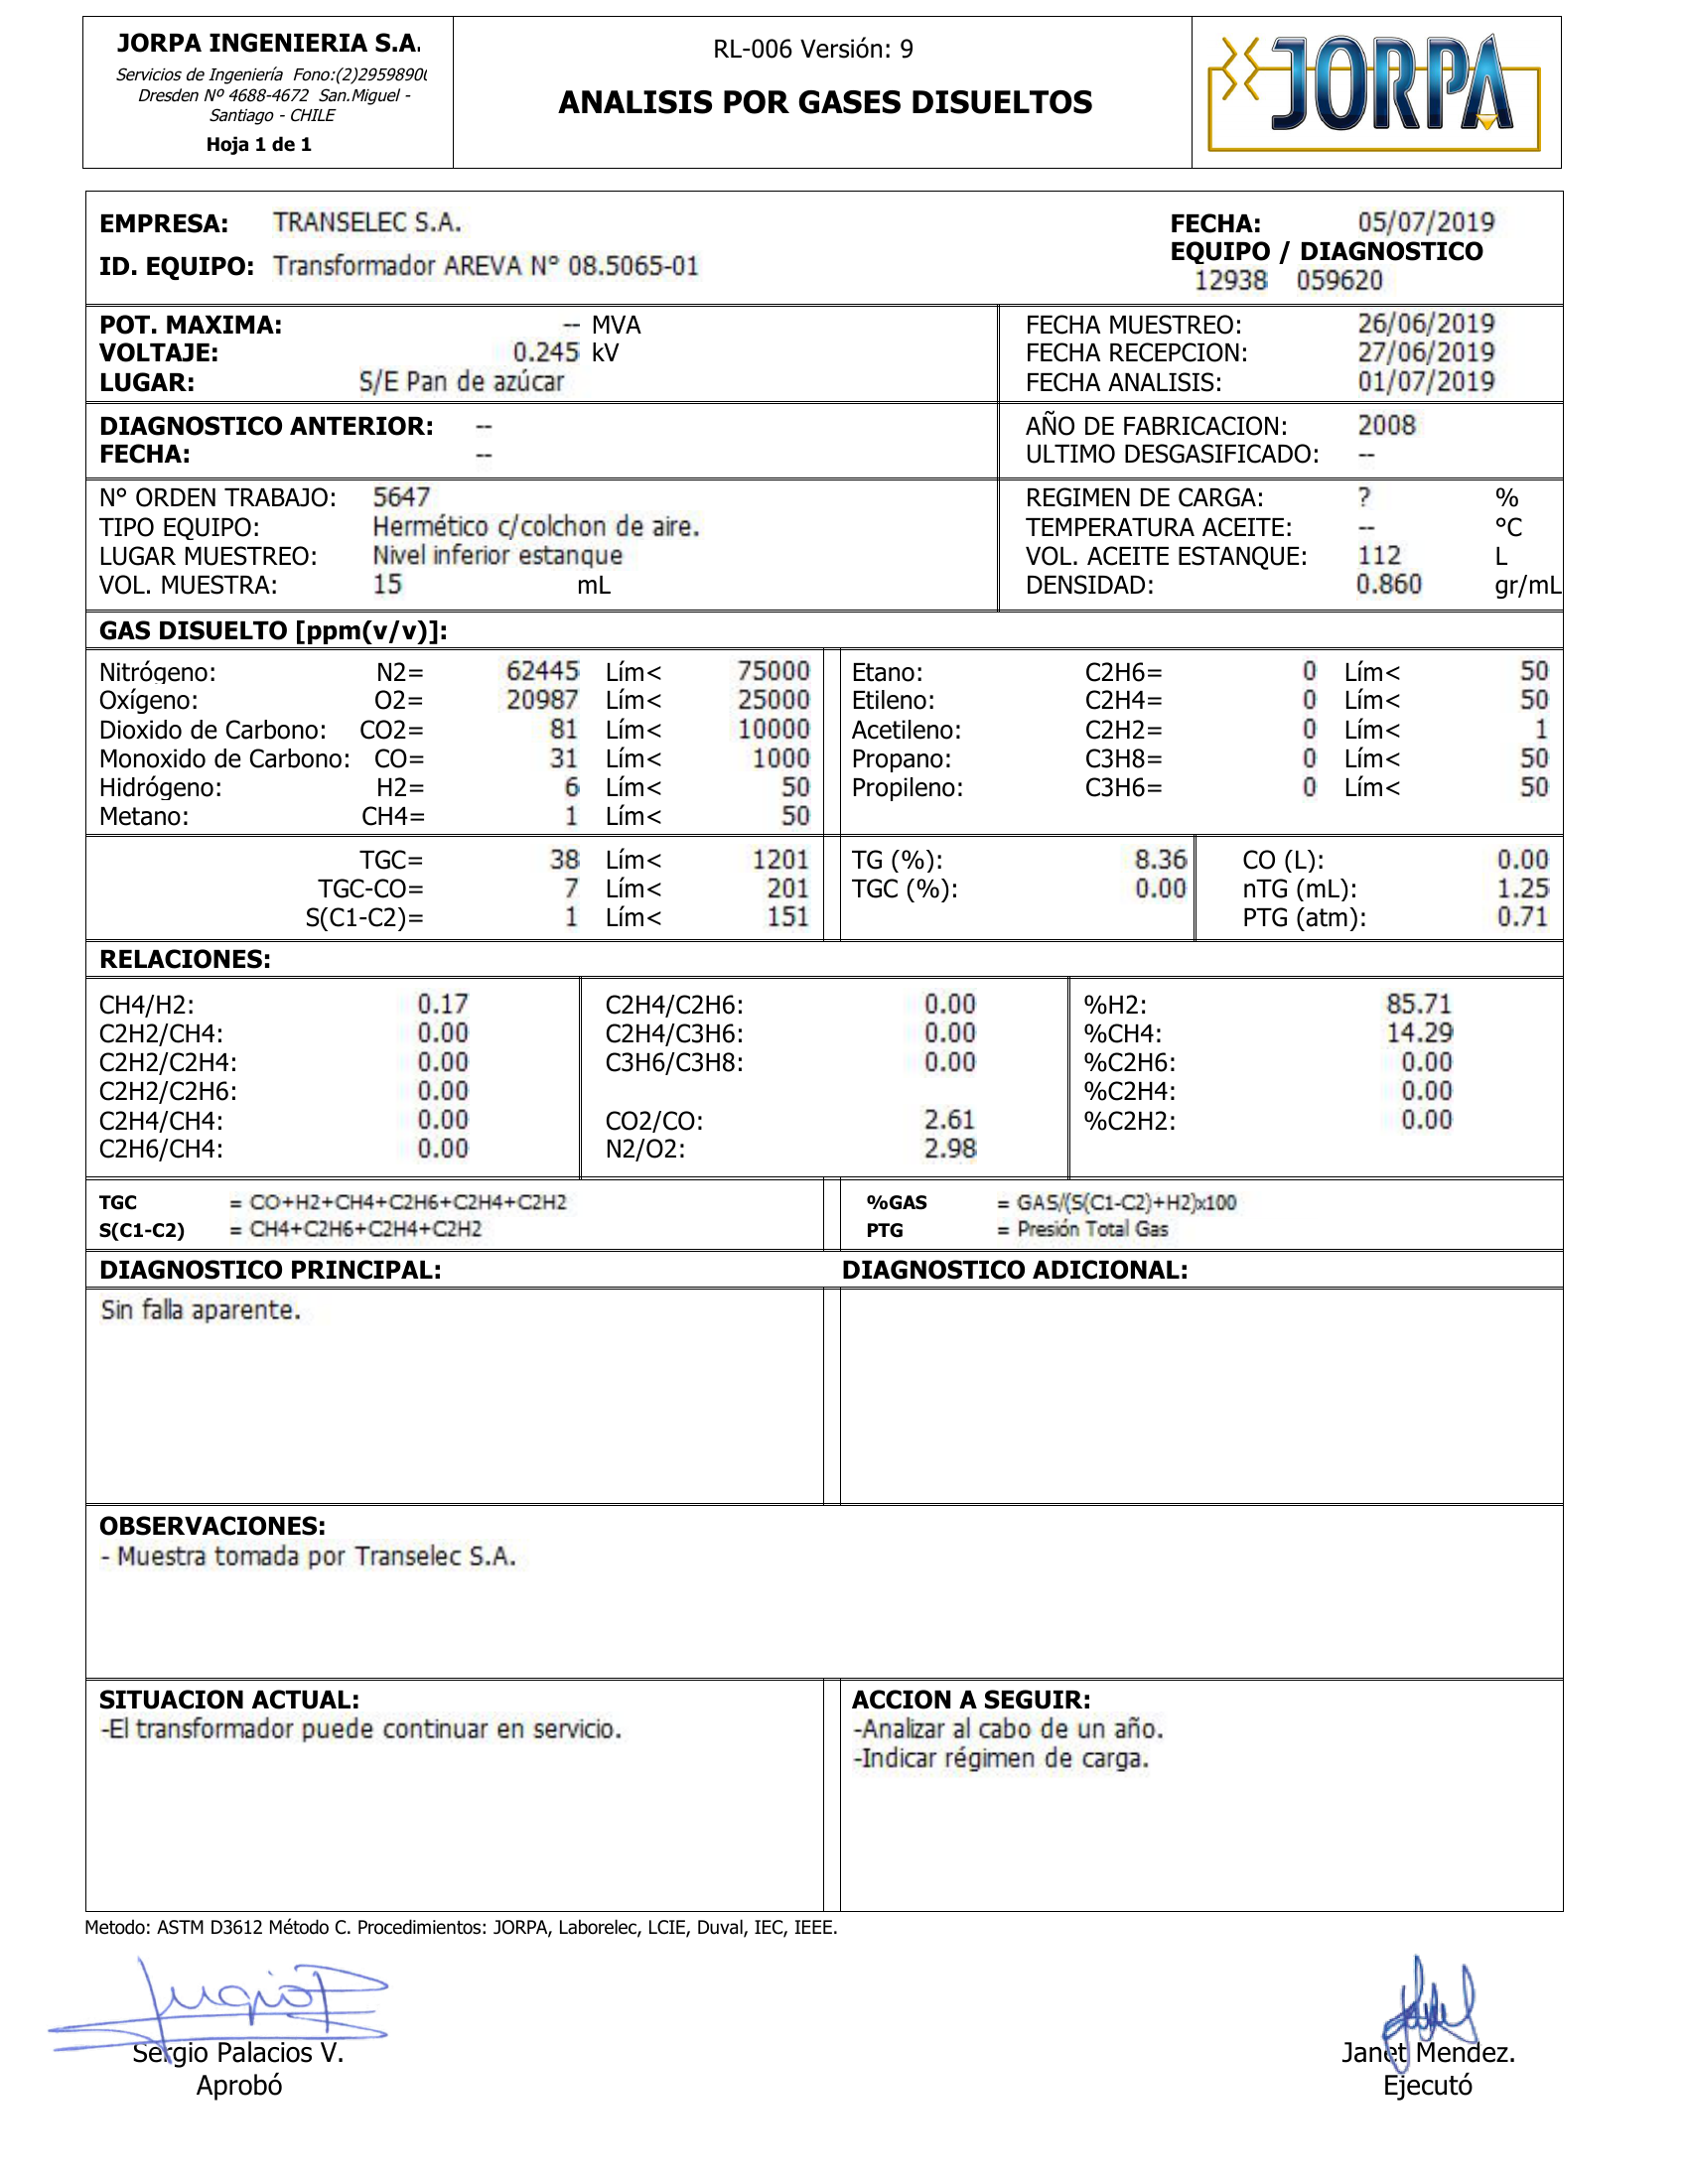 JORPA INGENIERIA S.A.
Servicios de Ingeniería Fono:(2)29598900
Dresden Nº 4688-4672 San.Miguel -
Santiago - CHILE
Hoja 1 de 1
RL-006 Versión: 9
ANALISIS POR GASES DISUELTOS
JORPA
EMPRESA: TRANSELEC S.A.
ID. EQUIPO: Transformador AREVA N° 08.5065-01
FECHA: 05/07/2019
EQUIPO / DIAGNOSTICO
12938 059620
POT. MAXIMA: -- MVA
VOLTAJE: 0.245 kV
LUGAR: S/E Pan de azúcar
FECHA MUESTREO: 26/06/2019
FECHA RECEPCION: 27/06/2019
FECHA ANALISIS: 01/07/2019
DIAGNOSTICO ANTERIOR: --
FECHA: --
AÑO DE FABRICACION: 2008
ULTIMO DESGASIFICADO: --
N° ORDEN TRABAJO: 5647
TIPO EQUIPO: Hermético c/colchon de aire.
LUGAR MUESTREO: Nivel inferior estanque
VOL. MUESTRA: 15 mL
REGIMEN DE CARGA: ? %
TEMPERATURA ACEITE: -- °C
VOL. ACEITE ESTANQUE: 112 L
DENSIDAD: 0.860 gr/mL
GAS DISUELTO [ppm(v/v)]:
Nitrógeno: N2= 62445 Lím< 75000
Oxígeno: O2= 20987 Lím< 25000
Dioxido de Carbono: CO2= 81 Lím< 10000
Monoxido de Carbono: CO= 31 Lím< 1000
Hidrógeno: H2= 6 Lím< 50
Metano: CH4= 1 Lím< 50
Etano: C2H6= 0 Lím< 50
Etileno: C2H4= 0 Lím< 50
Acetileno: C2H2= 0 Lím< 1
Propano: C3H8= 0 Lím< 50
Propileno: C3H6= 0 Lím< 50
TGC= 38 Lím< 1201
TGC-CO= 7 Lím< 201
S(C1-C2)= 1 Lím< 151
TG (%): 8.36
TGC (%): 0.00
CO (L): 0.00
nTG (mL): 1.25
PTG (atm): 0.71
RELACIONES:
CH4/H2: 0.17
C2H2/CH4: 0.00
C2H2/C2H4: 0.00
C2H2/C2H6: 0.00
C2H4/CH4: 0.00
C2H6/CH4: 0.00
C2H4/C2H6: 0.00
C2H4/C3H6: 0.00
C3H6/C3H8: 0.00
CO2/CO: 2.61
N2/O2: 2.98
%H2: 85.71
%CH4: 14.29
%C2H6: 0.00
%C2H4: 0.00
%C2H2: 0.00
TGC = CO+H2+CH4+C2H6+C2H4+C2H2
S(C1-C2) = CH4+C2H6+C2H4+C2H2
%GAS = GAS/(S(C1-C2)+H2)x100
PTG = Presión Total Gas
DIAGNOSTICO PRINCIPAL:
Sin falla aparente.
DIAGNOSTICO ADICIONAL:
OBSERVACIONES:
- Muestra tomada por Transelec S.A.
SITUACION ACTUAL:
-El transformador puede continuar en servicio.
ACCION A SEGUIR:
-Analizar al cabo de un año.
-Indicar régimen de carga.
Metodo: ASTM D3612 Método C. Procedimientos: JORPA, Laborelec, LCIE, Duval, IEC, IEEE.
Sergio Palacios V.
Aprobó
Janet Mendez.
Ejecutó